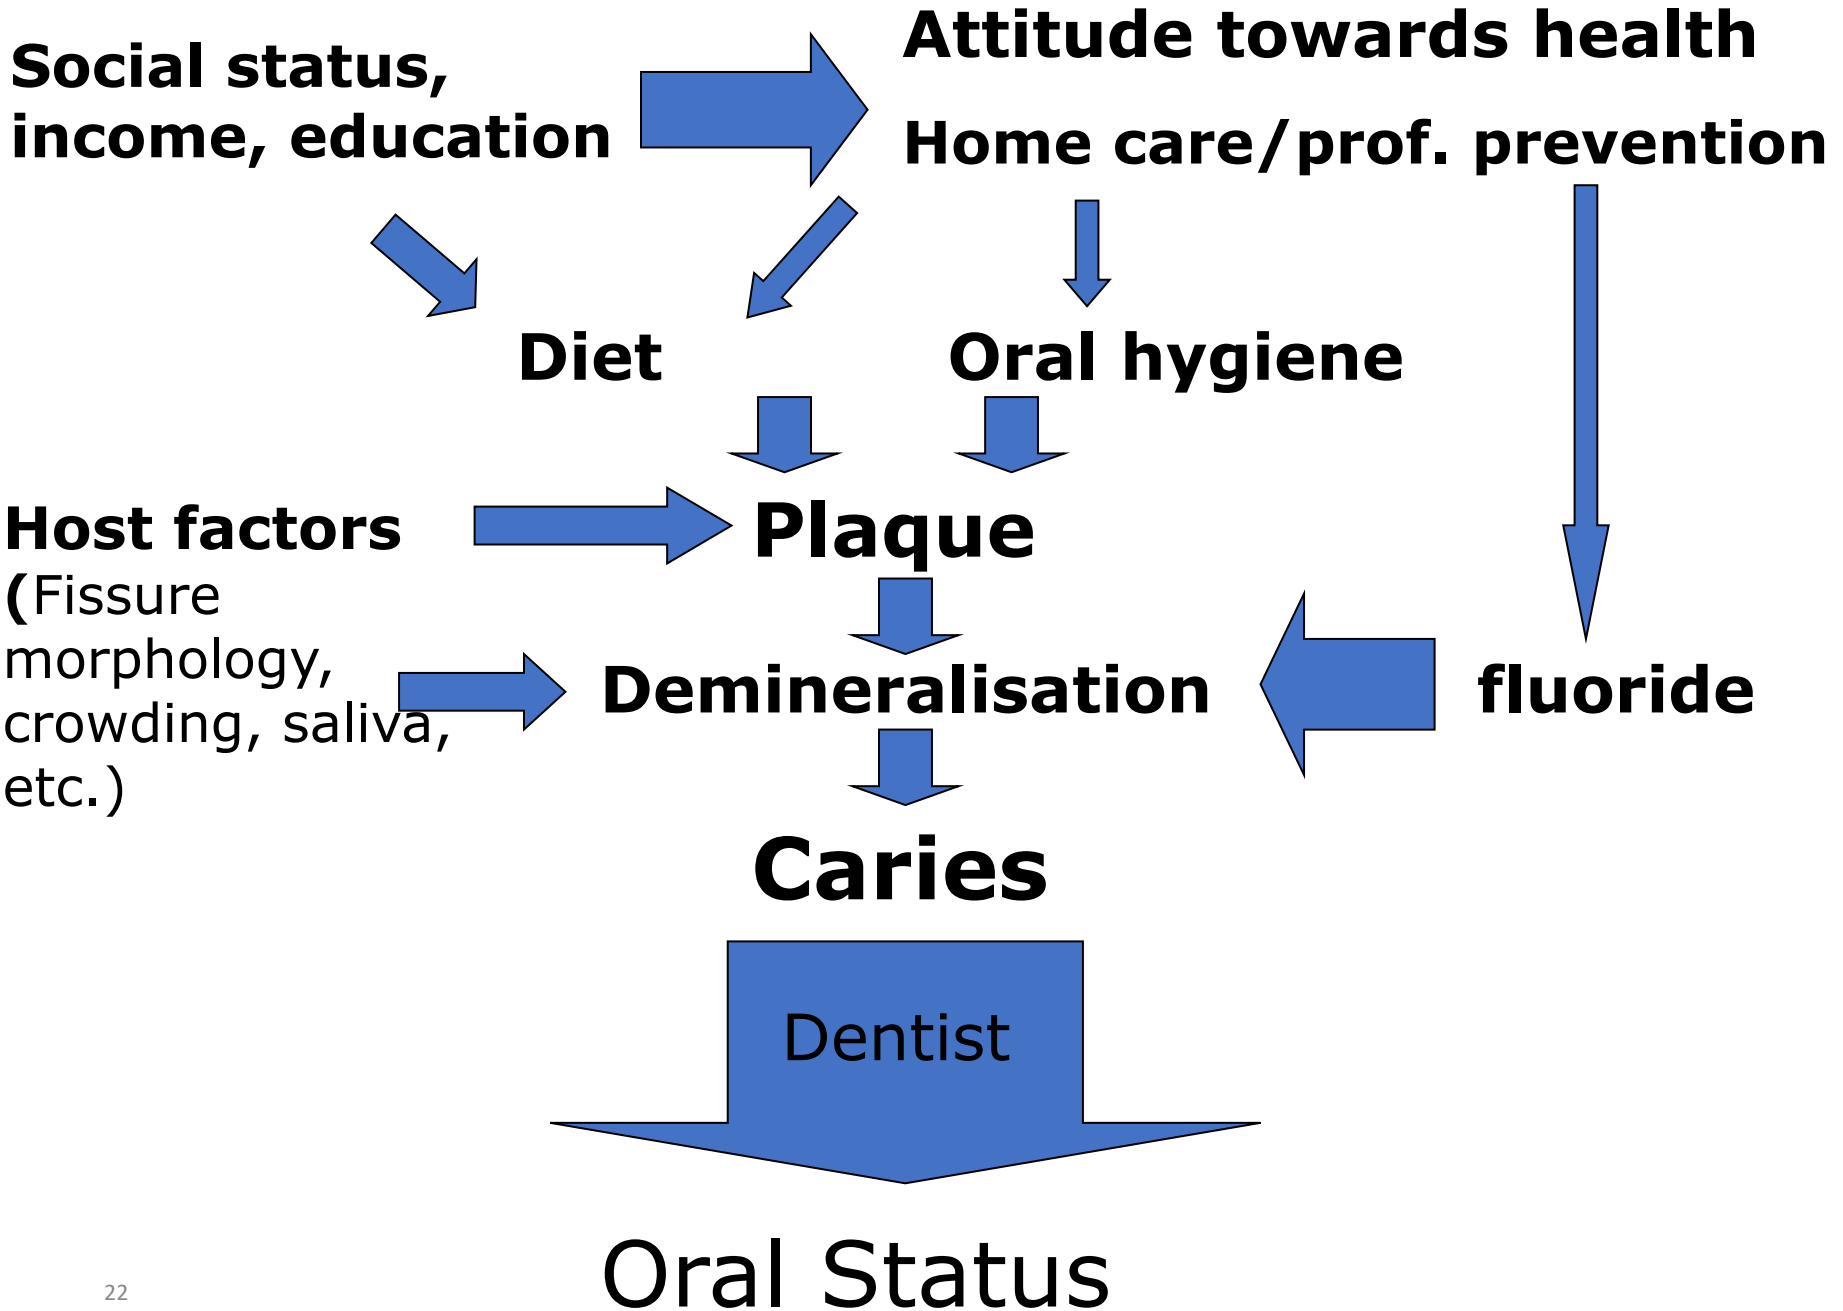 Social status,
income, education
Attitude towards health
Home care/prof. prevention
Diet
Oral hygiene
Host factors
(Fissure
morphology,
crowding, saliva,
etc.)
Plaque
Demineralisation
fluoride
Caries
Dentist
Oral Status
22